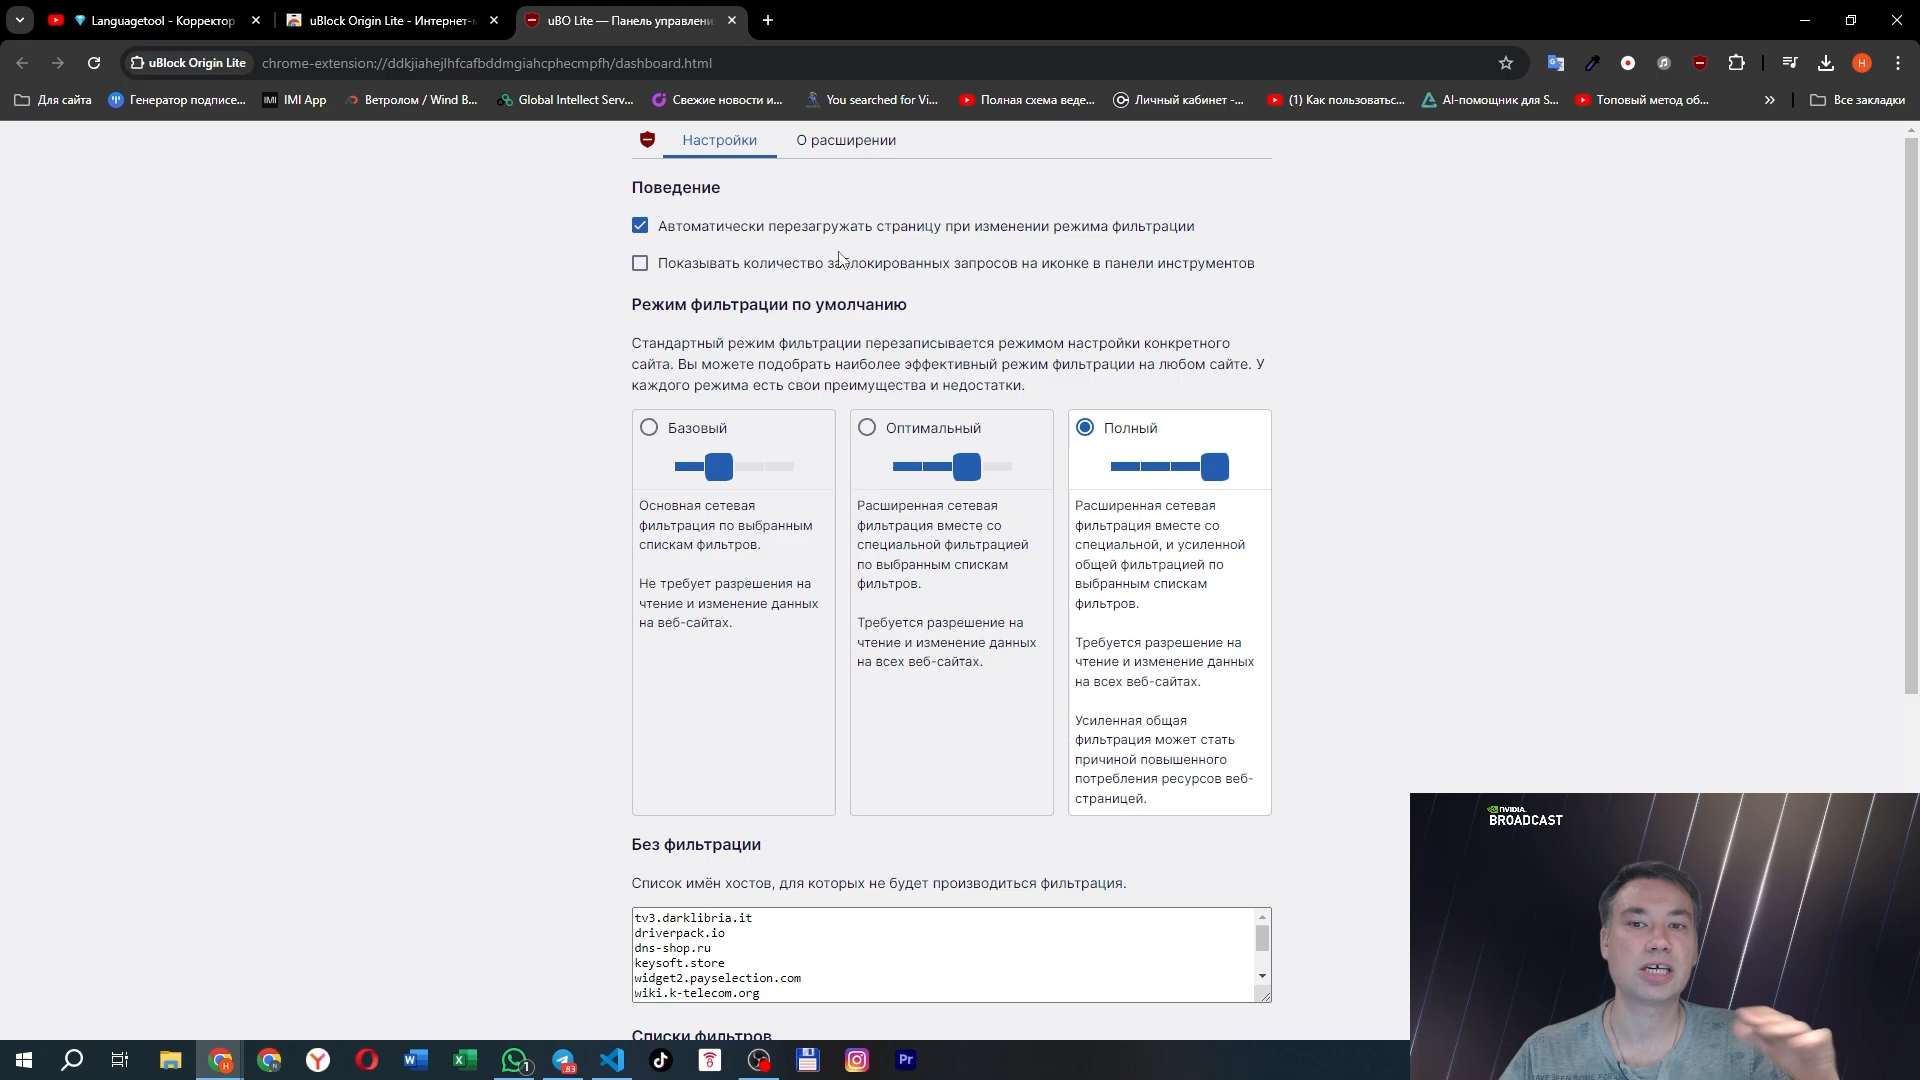 Languagetool - Корректор
uBlock Origin Lite - Интернет-
uBO Lite — Панель управлени
uBlock Origin Lite
chrome-extension://ddkjiahejlhfcafbddmgiahcphecmpfh/dashboard.html
Н
Для сайта
Генератор подписе...
IMI
IMI App
Ветролом / Wind B...
Global Intellect Serv...
Свежие новости и...
You searched for Vi...
Полная схема веде...
Личный кабинет -...
(1) Как пользоватьс...
AI-помощник для S...
Топовый метод об...
Все закладки
Настройки
О расширении
Поведение
Автоматически перезагружать страницу при изменении режима фильтрации
Показывать количество заблокированных запросов на иконке в панели инструментов
Режим фильтрации по умолчанию
Стандартный режим фильтрации перезаписывается режимом настройки конкретного
сайта. Вы можете подобрать наиболее эффективный режим фильтрации на любом сайте. У
каждого режима есть свои преимущества и недостатки.
Базовый
Основная сетевая
фильтрация по выбранным
спискам фильтров.
Не требует разрешения на
чтение и изменение данных
на веб-сайтах.
Оптимальный
Расширенная сетевая
фильтрация вместе со
специальной фильтрацией
по выбранным спискам
фильтров.
Требуется разрешение на
чтение и изменение данных
на всех веб-сайтах.
Полный
Расширенная сетевая
фильтрация вместе со
специальной, и усиленной
общей фильтрацией по
выбранным спискам
фильтров.
Требуется разрешение на
чтение и изменение данных
на всех веб-сайтах.
Усиленная общая
фильтрация может стать
причиной повышенного
потребления ресурсов веб-
страницей.
Без фильтрации
Список имён хостов, для которых не будет производиться фильтрация.
tv3.darklibria.it
driverpack.io
dns-shop.ru
keysoft.store
widget2.payselection.com
wiki.k-telecom.org
Списки фильтров
NVIDIA.
BROADCAST
1
83
Pr